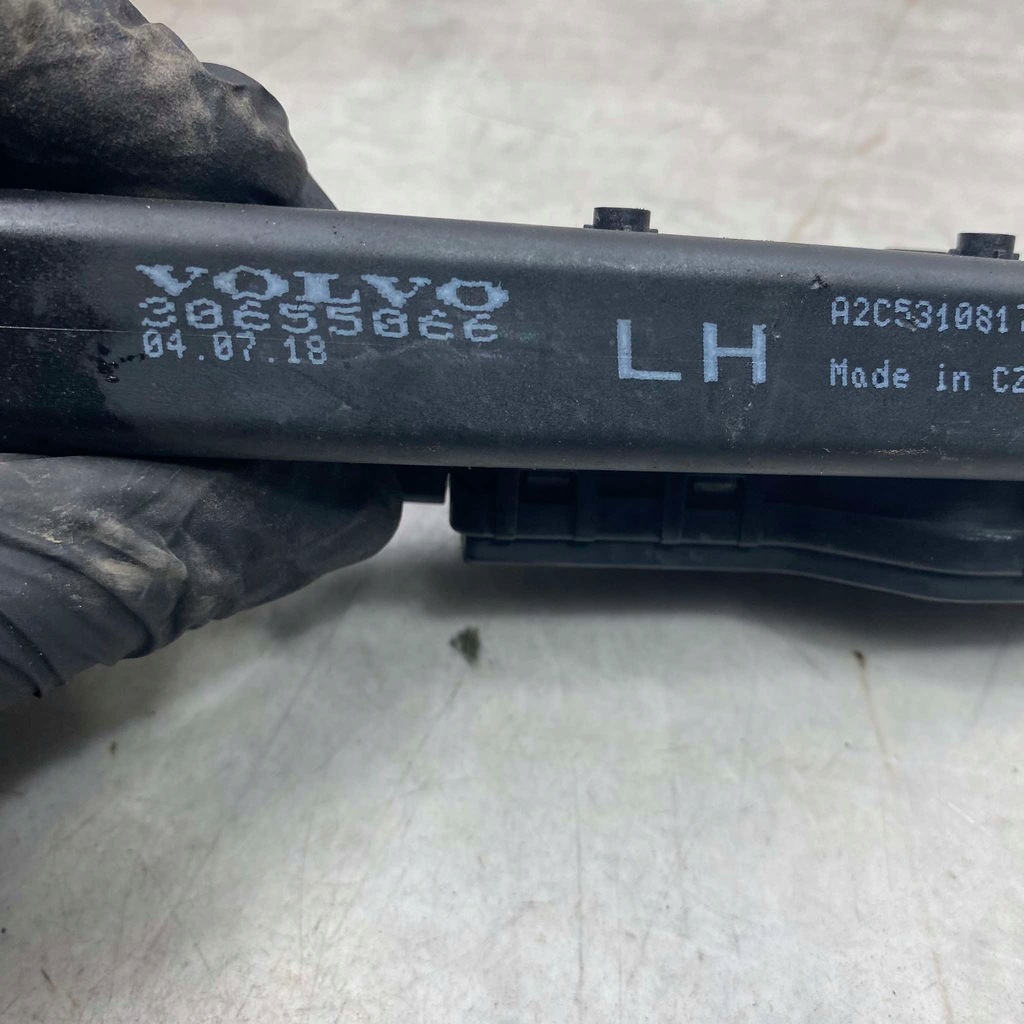 VOLVO
30655066
04.07.18
LH
A2C5310817
Made in CZ